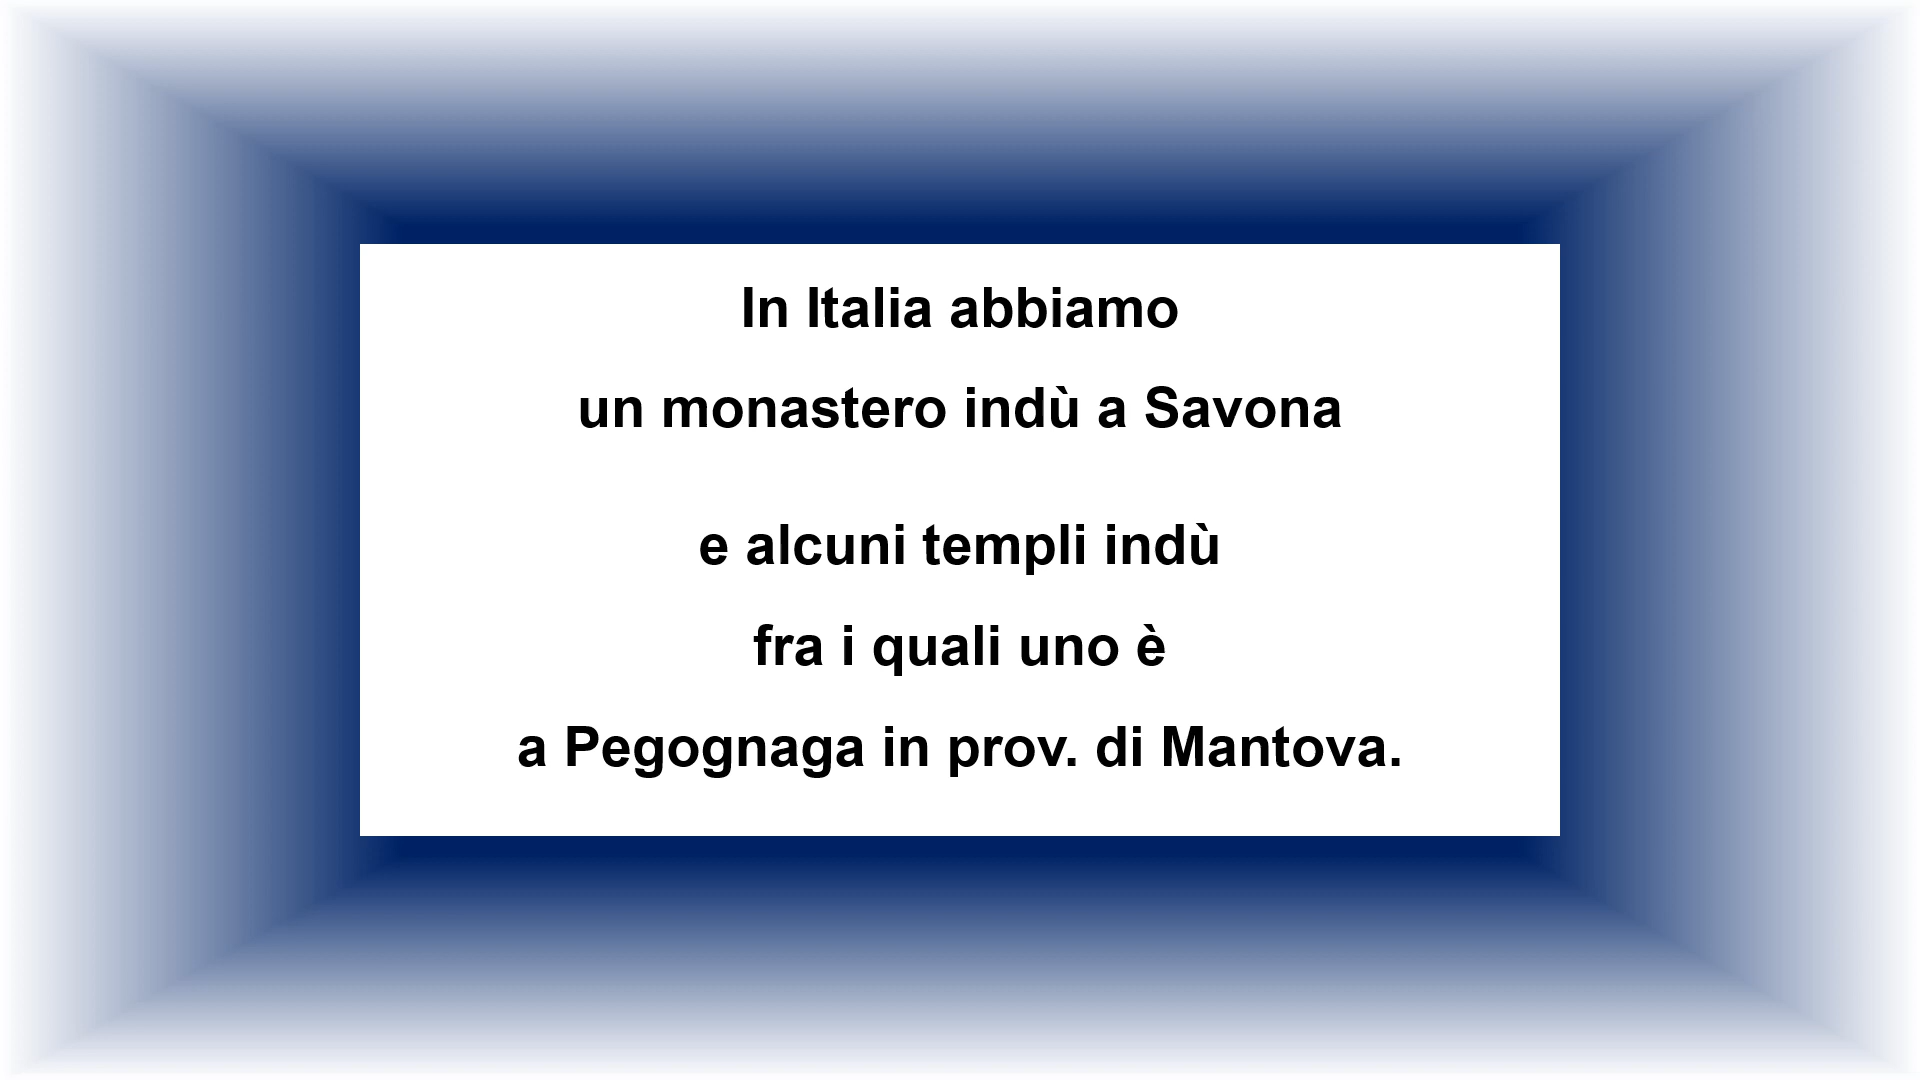 In Italia abbiamo
un monastero indù a Savona
e alcuni templi indù
fra i quali uno è
a Pegognaga in prov. di Mantova.